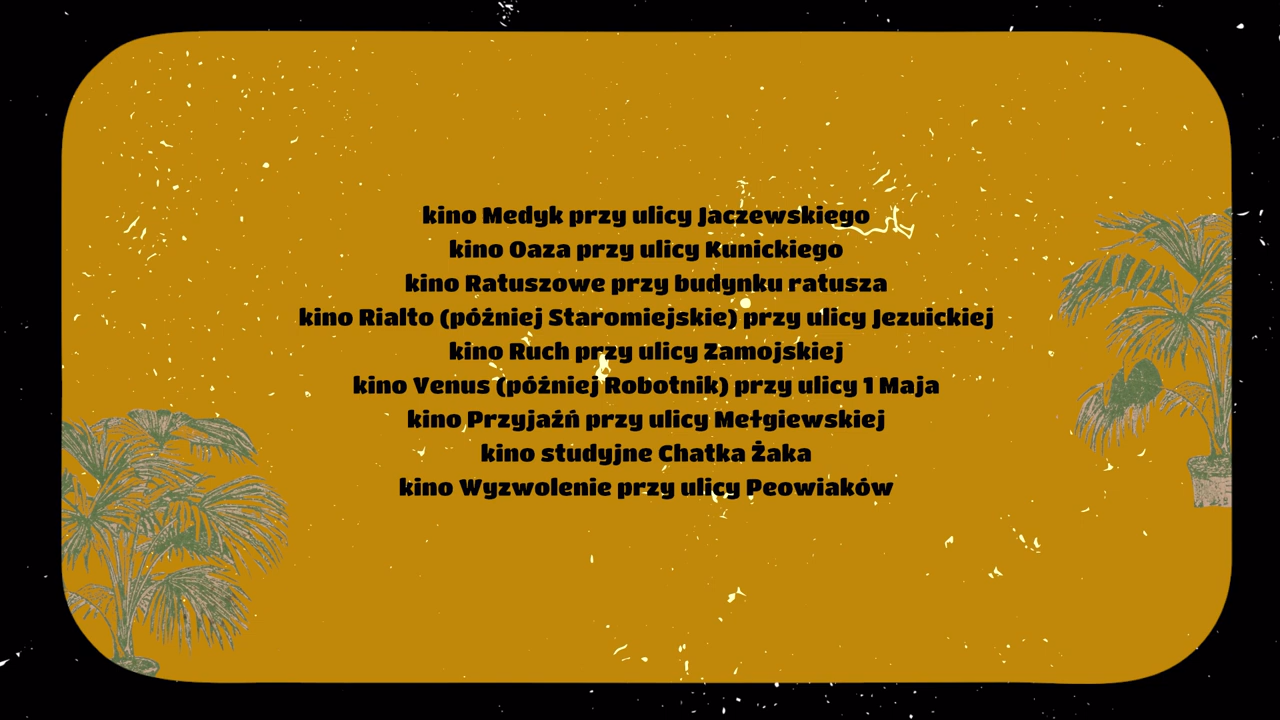 kino Medyk przy ulicy Jaczewskiego
kino Oaza przy ulicy Kunickiego
kino Ratuszowe przy budynku ratusza
kino Rialto (później Staromiejskie) przy ulicy Jezuickiej
kino Ruch przy ulicy Zamojskiej
kino Venus (później Robotnik) przy ulicy 1 Maja
kino Przyjaźń przy ulicy Mełgiewskiej
kino studyjne Chatka Żaka
kino Wyzwolenie przy ulicy Peowiaków